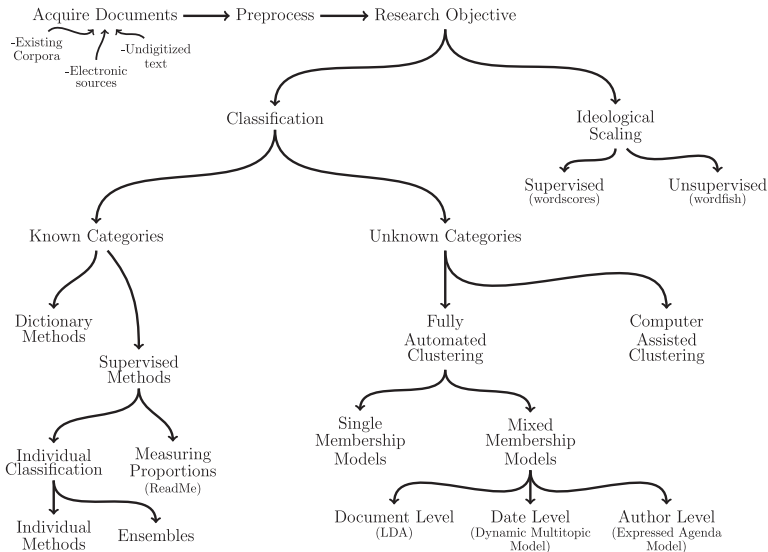 Acquire Documents
Preprocess
Research Objective
-Existing
Corpora
-Electronic
sources
-Undigitized
text
Classification
Ideological
Scaling
Supervised
(wordscores)
Unsupervised
(wordfish)
Known Categories
Unknown Categories
Dictionary
Methods
Supervised
Methods
Fully
Automated
Clustering
Computer
Assisted
Clustering
Individual
Classification
Measuring
Proportions
(ReadMe)
Single
Membership
Models
Mixed
Membership
Models
Individual
Methods
Ensembles
Document Level
(LDA)
Date Level
(Dynamic Multitopic
Model)
Author Level
(Expressed Agenda
Model)